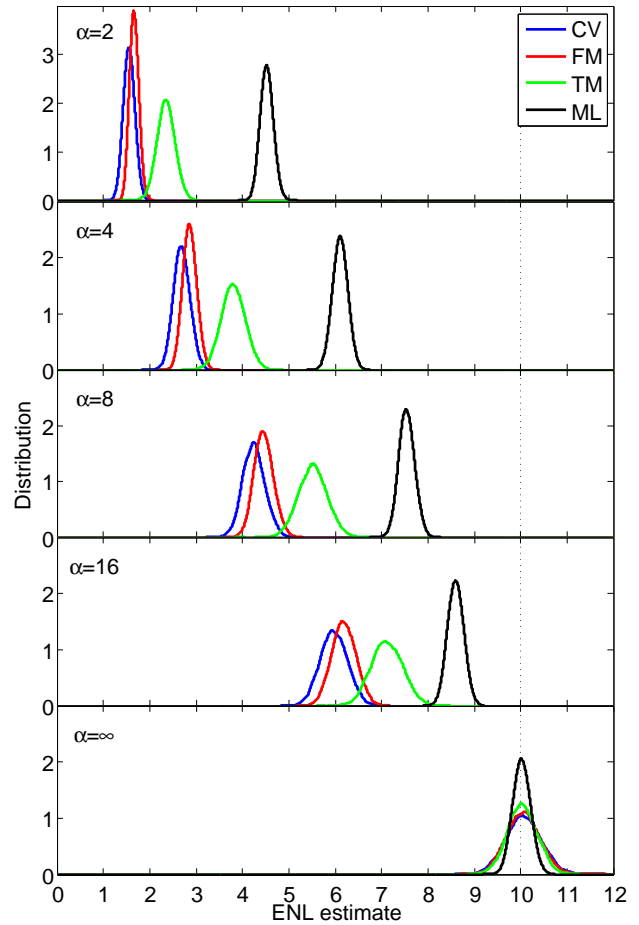 α=2
CV
FM
TM
ML
3
2
1
0
α=4
2
1
0
α=8
2
1
0
Distribution
α=16
2
1
0
α=∞
2
1
0
0 1 2 3 4 5 6 7 8 9 10 11 12
ENL estimate